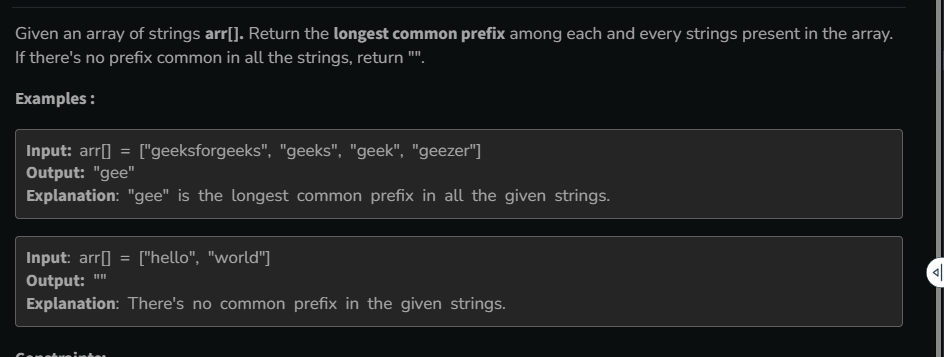 Given an array of strings arr[]. Return the longest common prefix among each and every strings present in the array.
If there's no prefix common in all the strings, return "".
Examples :
Input: arr[] = ["geeksforgeeks", "geeks", "geek", "geezer"]
Output: "gee"
Explanation: "gee" is the longest common prefix in all the given strings.
Input: arr[] = ["hello", "world"]
Output: ""
Explanation: There's no common prefix in the given strings.
Constraints: